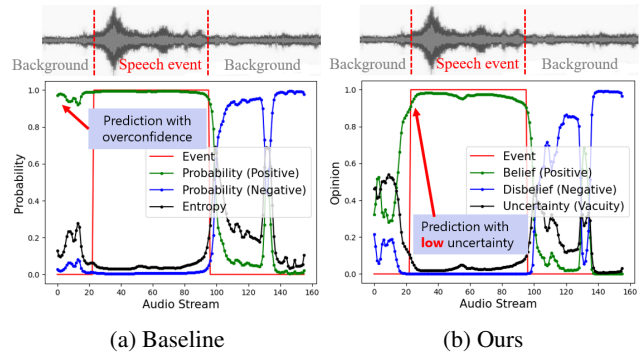 Background Speech event Background
1.0
0.8
0.6
0.4
0.2
0.0
Probability
Prediction with
overconfidence
Event
Probability (Positive)
Probability (Negative)
Entropy
0 20 40 60 80 100 120 140 160
Audio Stream
(a) Baseline
Background Speech event Background
1.0
0.8
0.6
0.4
0.2
0.0
Opinion
Event
Belief (Positive)
Disbelief (Negative)
Uncertainty (Vacuity)
Prediction with
low uncertainty
0 20 40 60 80 100 120 140 160
Audio Stream
(b) Ours